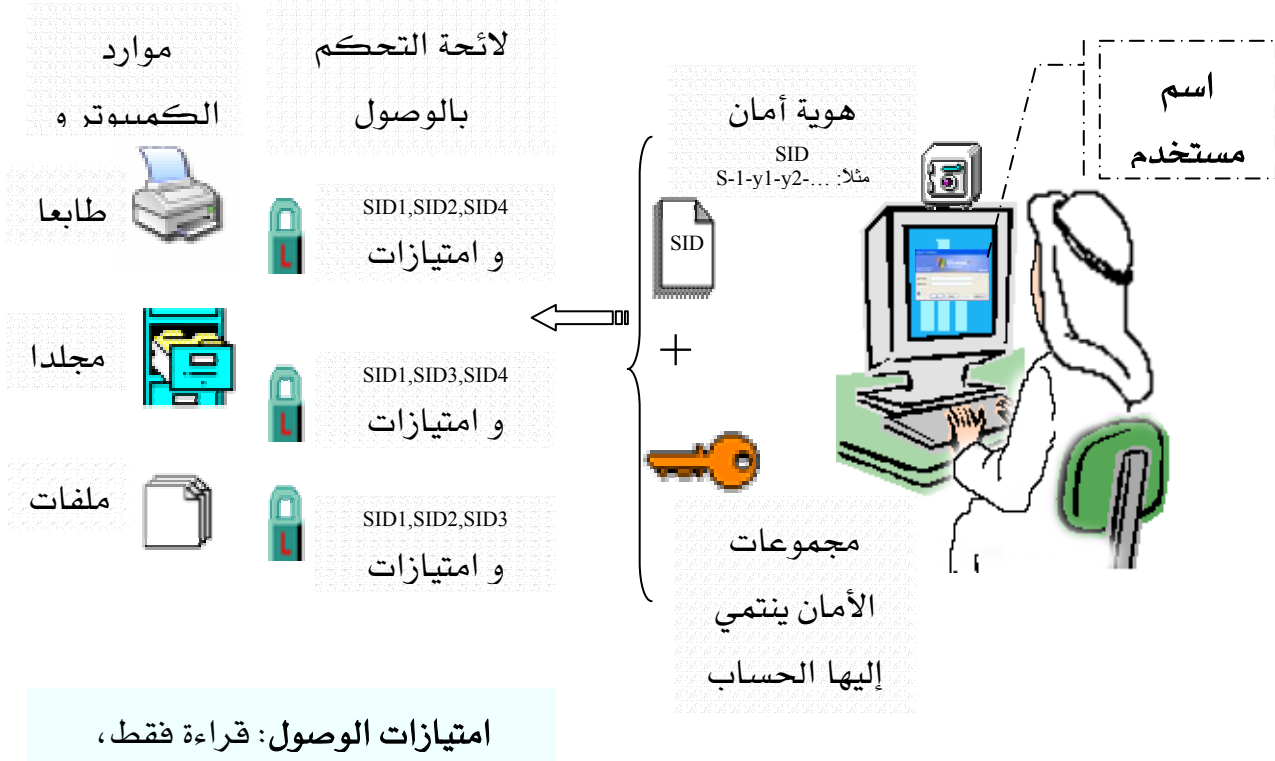 اسم
مستخدم
هوية أمان
SID
مثلا: S-1-y1-y2-…
SID
+
مجموعات
الأمان ينتمي
إليها الحساب
لائحة التحكم
بالوصول
SID1,SID2,SID4
و امتيازات
SID1,SID3,SID4
و امتيازات
SID1,SID2,SID3
و امتيازات
موارد
الكمبيوتر و
طابعا
مجلدا
ملفات
امتيازات الوصول: قراءة فقط،